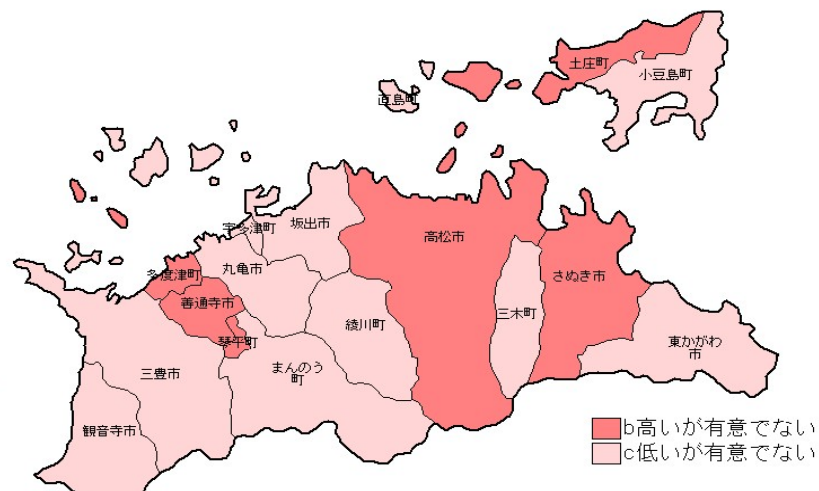 土庄町
小豆島町
直島町
宇多津町
坂出市
高松市
多度津町
丸亀市
さぬき市
善通寺市
三木町
綾川町
琴平町
東かがわ
市
三豊市
まんのう
町
観音寺市
b高いが有意でない
c低いが有意でない